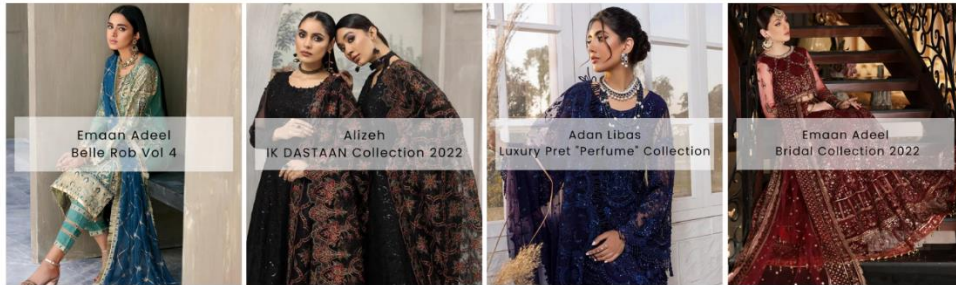 Emaan Adeel
Belle Rob Vol 4
Alizeh
IK DASTAAN Collection 2022
Adan Libas
Luxury Pret "Perfume" Collection
Emaan Adeel
Bridal Collection 2022